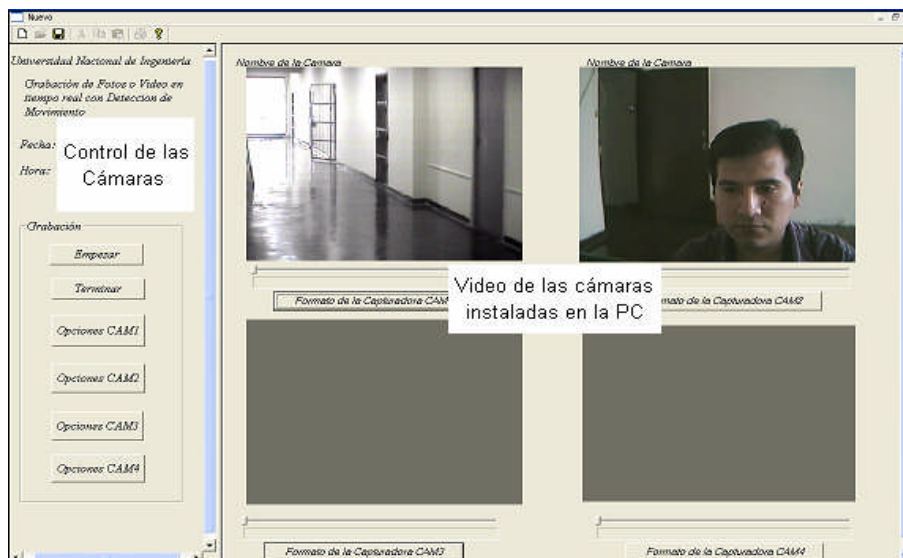 Nuevo
Universidad Nacional de Ingeniería
Grabación de Fotos o Video en
tiempo real con Deteccion de
Movimiento
Fecha:
Hora:
Control de las
Cámaras
Grabación
Empezar
Terminar
Opciones CAM1
Opciones CAM2
Opciones CAM3
Opciones CAM4
Nombre de la Camara
Nombre de la Camara
Formato de la Capturadora
de la Capturadora CAM2
Video de las cámaras
instaladas en la PC
Formato de la Capturadora CAM3
Formato de la Capturadora CAM4